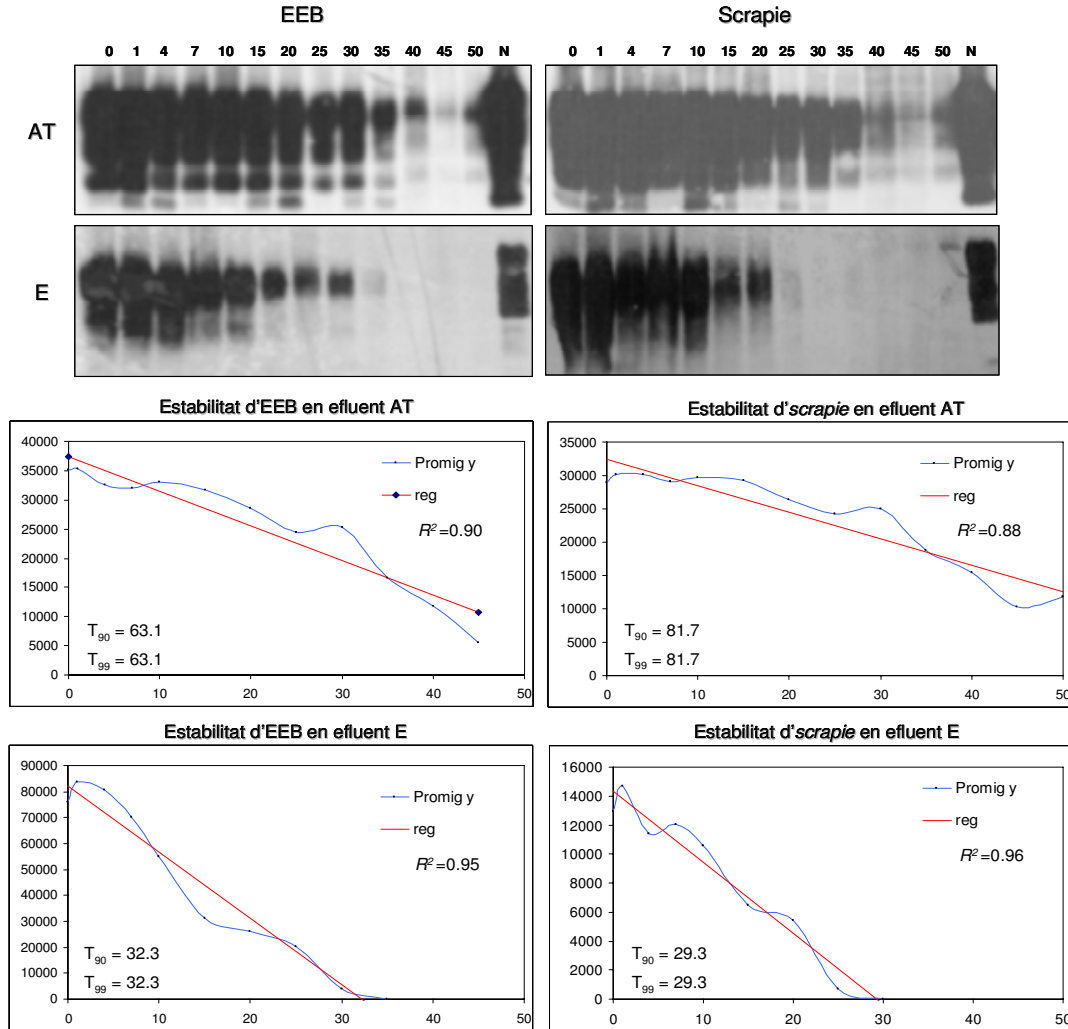 EEB Scrapie
0 1 4 7 10 15 20 25 30 35 40 45 50 N 0 1 4 7 10 15 20 25 30 35 40 45 50 N
AT
E
Estabilitat d'EEB en efluent AT
40000
35000
30000
25000
20000
15000
10000
5000
0
Promig y
reg
R²=0.90
T90 = 63.1
T99 = 63.1
0 10 20 30 40 50
Estabilitat d'scrapie en efluent AT
35000
30000
25000
20000
15000
10000
5000
0
Promig y
reg
R²=0.88
T90 = 81.7
T99 = 81.7
0 10 20 30 40 50
Estabilitat d'EEB en efluent E
90000
80000
70000
60000
50000
40000
30000
20000
10000
0
Promig y
reg
R²=0.95
T90 = 32.3
T99 = 32.3
0 10 20 30 40 50
Estabilitat d'scrapie en efluent E
16000
14000
12000
10000
8000
6000
4000
2000
0
Promig y
reg
R²=0.96
T90 = 29.3
T99 = 29.3
0 10 20 30 40 50